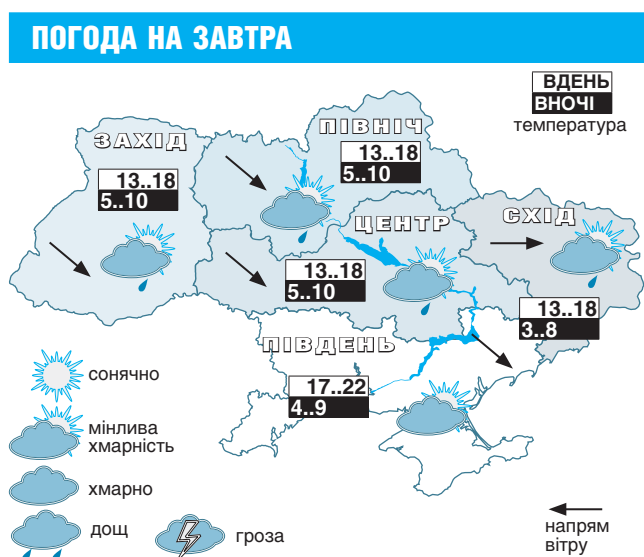 ПОГОДА НА ЗАВТРА
ВДЕНЬ
ВНОЧІ
температура
ЗАХІД
13..18
5..10
ПІВНІЧ
13..18
5..10
ЦЕНТР
13..18
5..10
СХІД
13..18
3..8
ПІВДЕНЬ
17..22
4..9
сонячно
мінлива
хмарність
хмарно
дощ
гроза
напрям
вітру